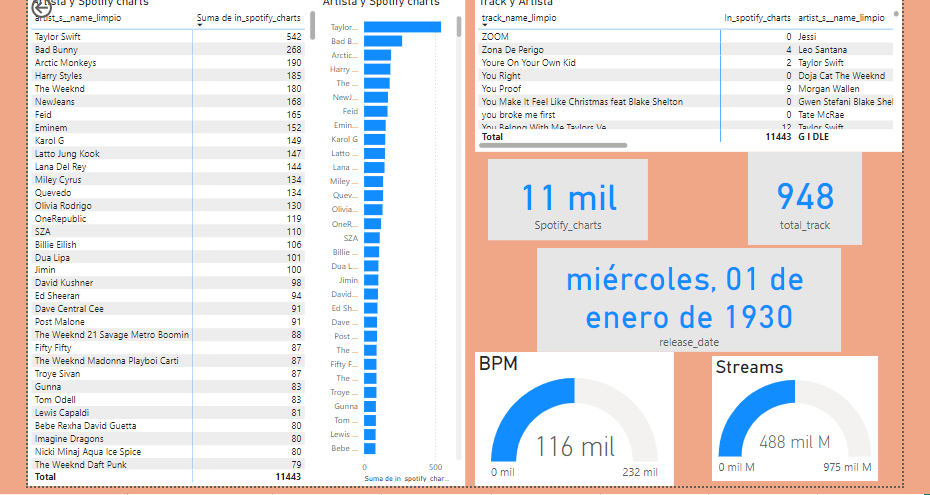 Artista y Spotify charts
artist_s__name_limpio Suma de in_spotify_charts
Taylor Swift 542
Bad Bunny 268
Arctic Monkeys 190
Harry Styles 185
The Weeknd 180
NewJeans 168
Feid 165
Eminem 152
Karol G 149
Latto Jung Kook 147
Lana Del Rey 144
Miley Cyrus 134
Quevedo 134
Olivia Rodrigo 130
OneRepublic 119
SZA 110
Billie Eilish 106
Dua Lipa 101
Jimin 100
David Kushner 98
Ed Sheeran 94
Dave Central Cee 91
Post Malone 91
The Weeknd 21 Savage Metro Boomin 88
Fifty Fifty 87
The Weeknd Madonna Playboi Carti 87
Troye Sivan 87
Gunna 83
Tom Odell 83
Lewis Capaldi 81
Bebe Rexha David Guetta 80
Imagine Dragons 80
Nicki Minaj Aqua Ice Spice 80
The Weeknd Daft Punk 79
Total 11443
Artista y Spotify charts
Taylor...
Bad B...
Arctic...
Harry ...
The ...
NewJ...
Feid
Emin...
Karol G
Latto ...
Lana ...
Miley ...
Quev...
Olivia...
OneR...
SZA
Billie ...
Dua L...
Jimin
David...
Ed Sh...
Dave ...
Post ...
The ...
Fifty F...
The ...
Troye ...
Gunna
Tom ...
Lewis ...
Bebe ...
0 500
Suma de in_spotify_char...
Track y Artista
track_name_limpio In_spotify_charts artist_s__name_limpio
ZOOM 0 Jessi
Zona De Perigo 4 Leo Santana
Youre On Your Own Kid 2 Taylor Swift
You Right 0 Doja Cat The Weeknd
You Proof 9 Morgan Wallen
You Make It Feel Like Christmas feat Blake Shelton 0 Gwen Stefani Blake Shel
you broke me first 0 Tate McRae
You Belong With Me Taylors Ve 12 Taylor Swift
Total 11443 G I DLE
11 mil
Spotify_charts
948
total_track
miércoles, 01 de
enero de 1930
release_date
BPM
116 mil
0 mil 232 mil
Streams
488 mil M
0 mil M 975 mil M